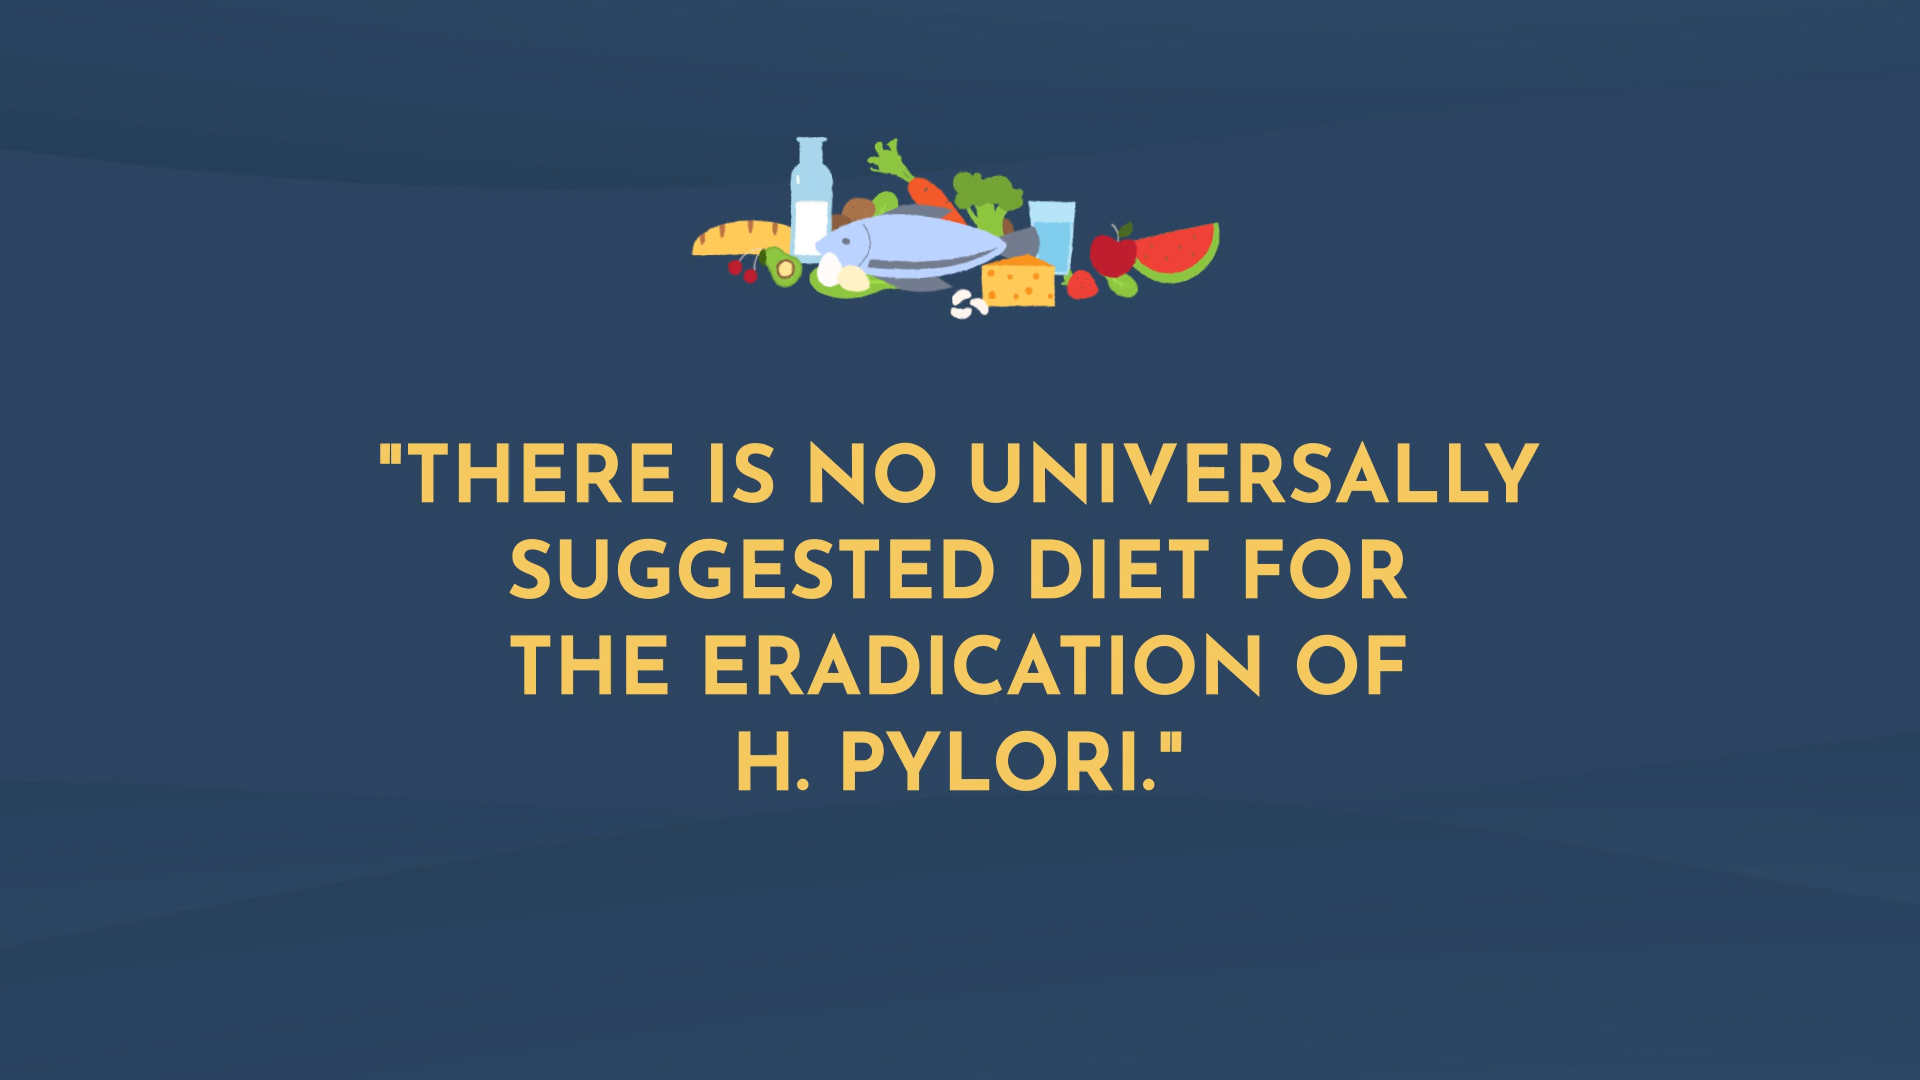 "THERE IS NO UNIVERSALLY
SUGGESTED DIET FOR
THE ERADICATION OF
H. PYLORI."